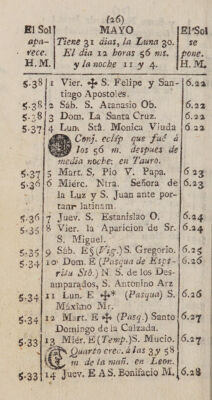 (26)
El Sol MAYO El Sol
apa- Tiene 31 dias, la Luna 30. se
rece. El dia 12 horas 56 ms. pone.
H. M. y la noche 11 y 4. H. M.
5.38 1 Vier. ✠ S. Felipe y San- 6.22
tiago Apostoles.
5.38 2 Sáb. S. Atanasio Ob. 6.22
5.38 3 Dom. La Santa Cruz. 6.22
5.37 4 Lun. Stá. Monica Viuda 6.23
Conj. eclip que fué á
los 56 m. despues de
media noche: en Tauro.
5.37 5 Mart. S. Pio V. Papa. 6.23
5.36 6 Miérc. Ntra. Señora de 6.24
la Luz y S. Juan ante por-
tam latinam.
5.36 7 Juev. S. Estanislao O. 6.24
5.35 8 Vier. la Aparicion de Sr. 6.25
S. Miguel.
5.35 9 Sáb. E§(Vig.) S. Gregorio. 6.25
5.34 10 Dom. E (Pasqua de Espi-
ritu Stô.) N. S. de los Des- 6.26
amparados, S. Antonino Arz
5.34 11 Lun. E ✠* (Pasqua) S. 6.26
Máximo
5.34 12 Mart. E ✠ (Pasq.) Santo 6.27
Domingo de la Calzada.
5.33 13 Miér. E (Temp.) S. Mucio. 6.27
Quarto crec. á las 3 y 58
m. de la mañ. en Leon.
5.33 14 Juev. E A S. Bonifacio M. 6.28